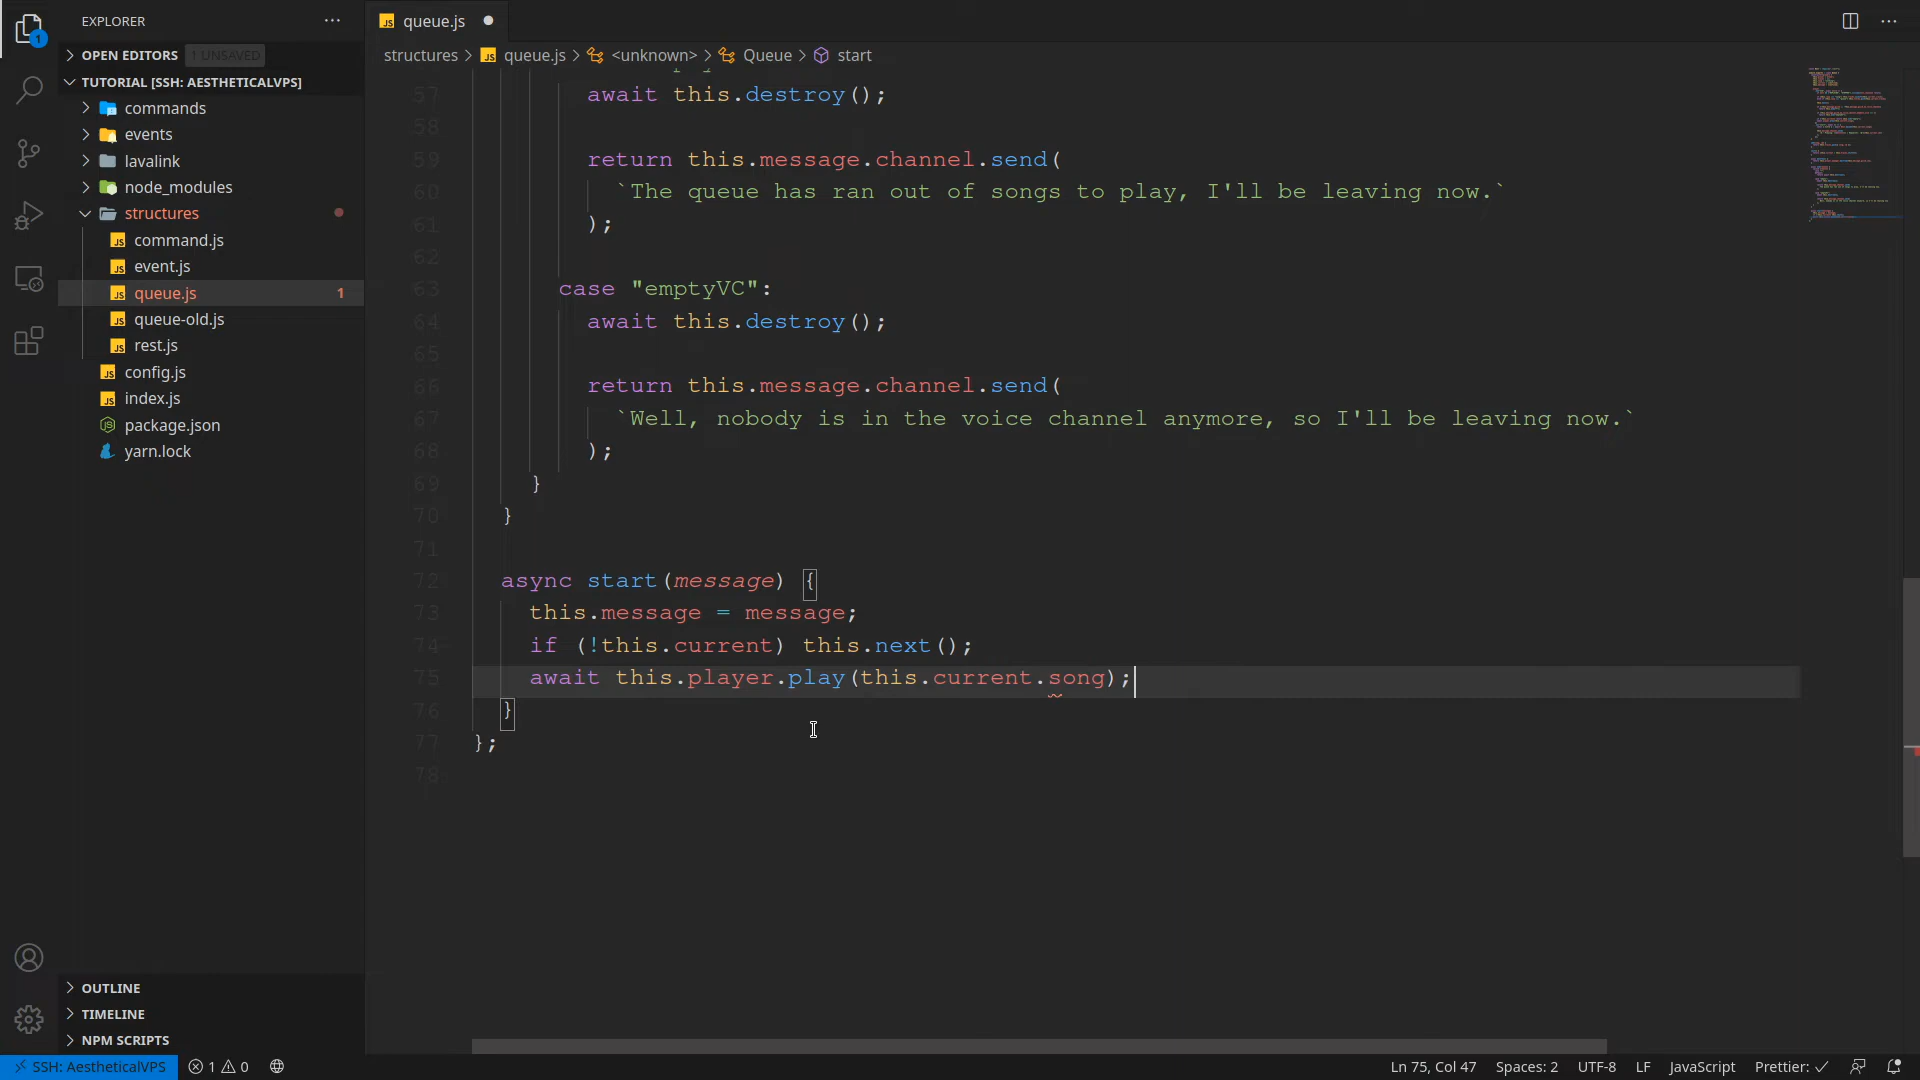 EXPLORER
queue.js
OPEN EDITORS 1 UNSAVED
structures queue.js <unknown> Queue start
TUTORIAL [SSH: AESTHETICALVPS]
commands
events
lavalink
node_modules
structures
command.js
event.js
queue.js 1
queue-old.js
rest.js
config.js
index.js
package.json
yarn.lock
57 await this.destroy();
58
59 return this.message.channel.send(
60 `The queue has ran out of songs to play, I'll be leaving now.`
61 );
62
63 case "emptyVC":
64 await this.destroy();
65
66 return this.message.channel.send(
67 `Well, nobody is in the voice channel anymore, so I'll be leaving now.`
68 );
69 }
70 }
71
72 async start(message) {
73 this.message = message;
74 if (!this.current) this.next();
75 await this.player.play(this.current.song);
76 }
77 };
78
OUTLINE
TIMELINE
NPM SCRIPTS
1
SSH: AestheticalVPS 1 0 Ln 75, Col 47 Spaces: 2 UTF-8 LF JavaScript Prettier: ✓